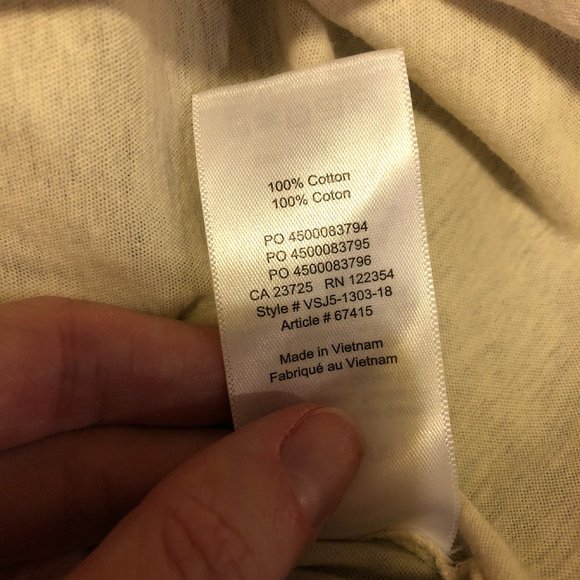 100% Cotton
100% Coton
PO 4500083794
PO 4500083795
PO 4500083796
CA 23725 RN 122354
Style # VSJ5-1303-18
Article # 67415
Made in Vietnam
Fabriqué au Vietnam